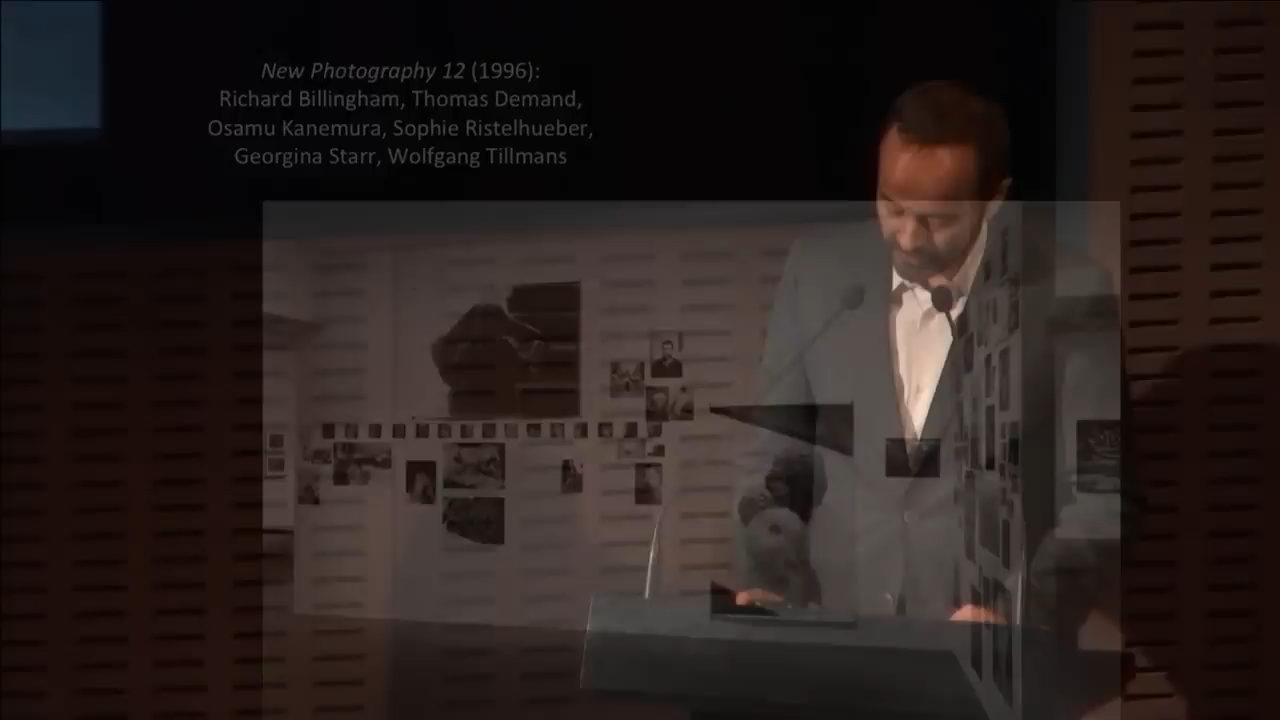 New Photography 12 (1996):
Richard Billingham, Thomas Demand,
Osamu Kanemura, Sophie Ristelhueber,
Georgina Starr, Wolfgang Tillmans